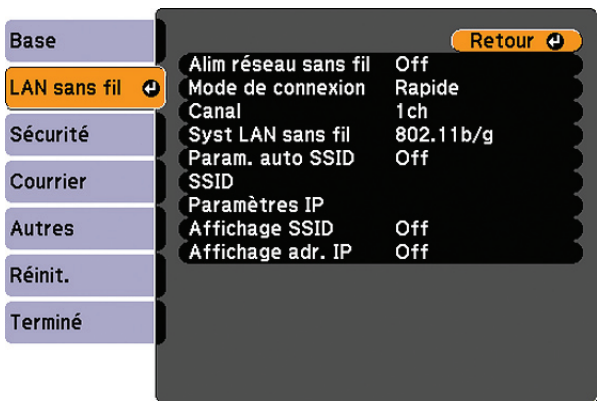 Base
LAN sans fil
Sécurité
Courrier
Autres
Réinit.
Terminé
Retour
Alim réseau sans fil Off
Mode de connexion Rapide
Canal 1ch
Syst LAN sans fil 802.11b/g
Param. auto SSID Off
SSID
Paramètres IP
Affichage SSID Off
Affichage adr. IP Off